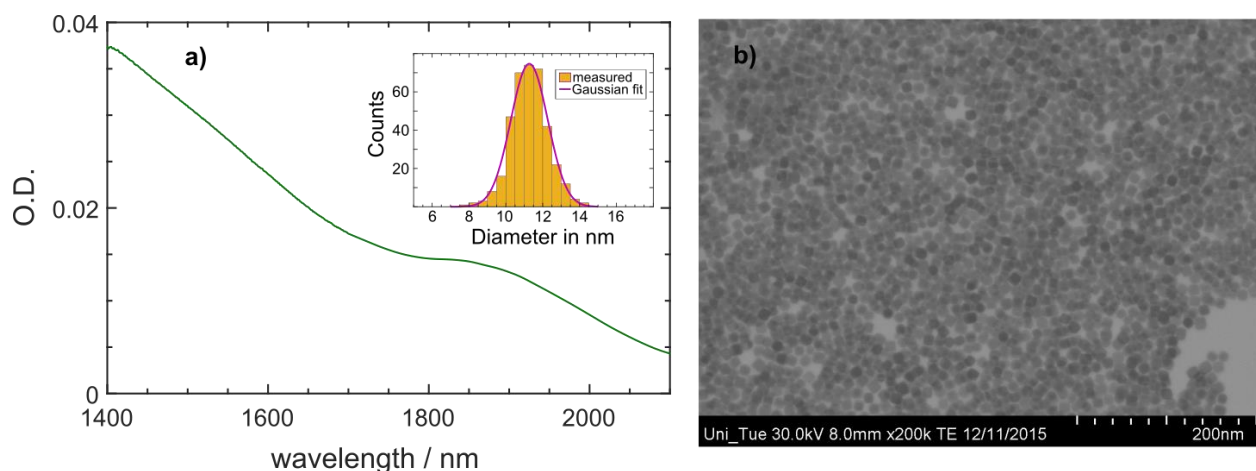 a)
O.D.
0.04
0.02
0
1400
1600
1800
2000
wavelength / nm
Counts
60
40
20
6
8
10
12
14
16
Diameter in nm
measured
Gaussian fit
b)
Uni_Tue 30.0kV 8.0mm x200k TE 12/11/2015
200nm